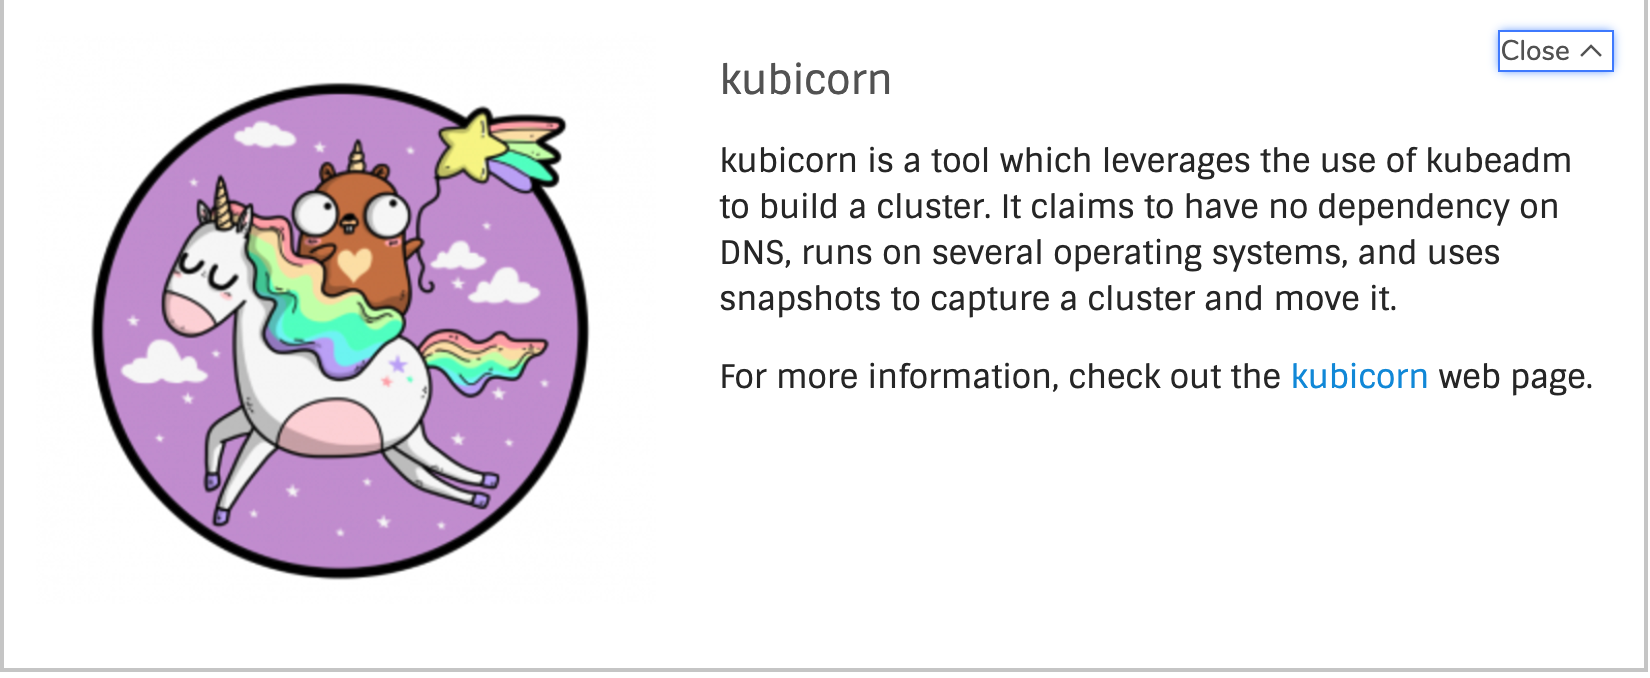 Close
kubicorn
kubicorn is a tool which leverages the use of kubeadm
to build a cluster. It claims to have no dependency on
DNS, runs on several operating systems, and uses
snapshots to capture a cluster and move it.
For more information, check out the kubicorn web page.